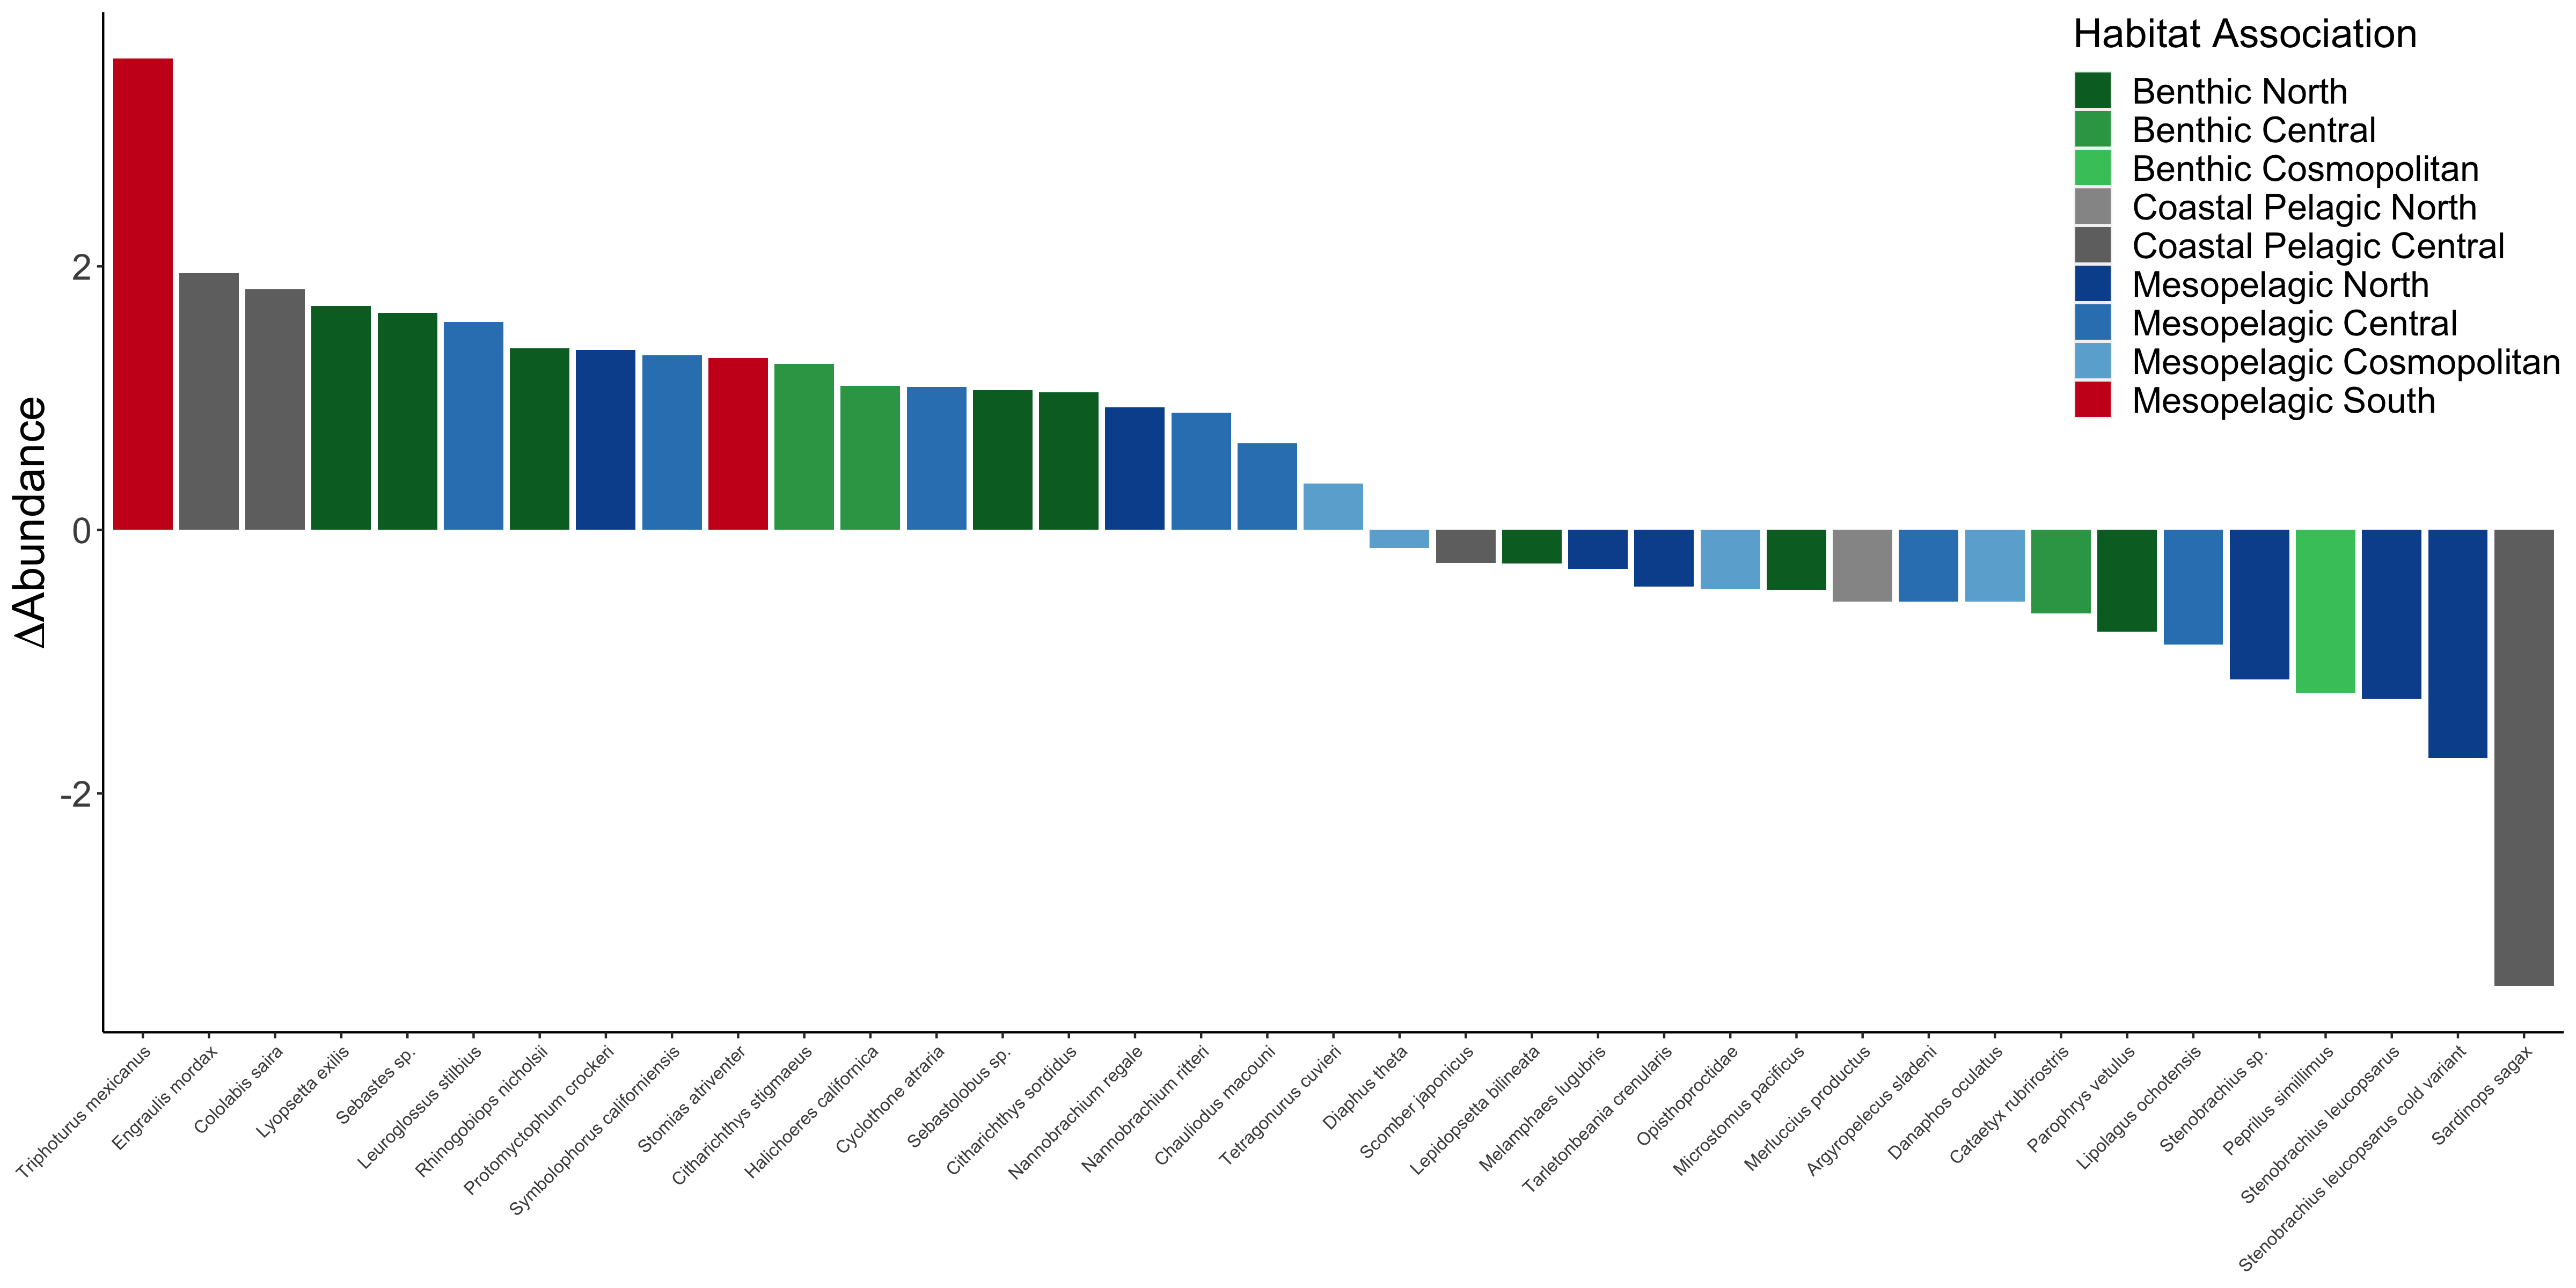 Habitat Association
Benthic North
Benthic Central
Benthic Cosmopolitan
Coastal Pelagic North
Coastal Pelagic Central
Mesopelagic North
Mesopelagic Central
Mesopelagic Cosmopolitan
Mesopelagic South
ΔAbundance
2
0
-2
Triphoturus mexicanus
Engraulis mordax
Cololabis saira
Lyopsetta exilis
Sebastes sp.
Leuroglossus stilbius
Rhinogobiops nicholsii
Protomyctophum crockeri
Symbolophorus californiensis
Stomias atriventer
Citharichthys stigmaeus
Halichoeres californica
Cyclothone atraria
Sebastolobus sp.
Citharichthys sordidus
Nannobrachium regale
Nannobrachium ritteri
Chauliodus macouni
Tetragonurus cuvieri
Diaphus theta
Scomber japonicus
Lepidopsetta bilineata
Melamphaes lugubris
Tarletonbeania crenularis
Opisthoproctidae
Microstomus pacificus
Merluccius productus
Argyropelecus sladeni
Danaphos oculatus
Cataetyx rubrirostris
Parophrys vetulus
Lipolagus ochotensis
Stenobrachius sp.
Peprilus simillimus
Stenobrachius leucopsarus
Stenobrachius leucopsarus cold variant
Sardinops sagax